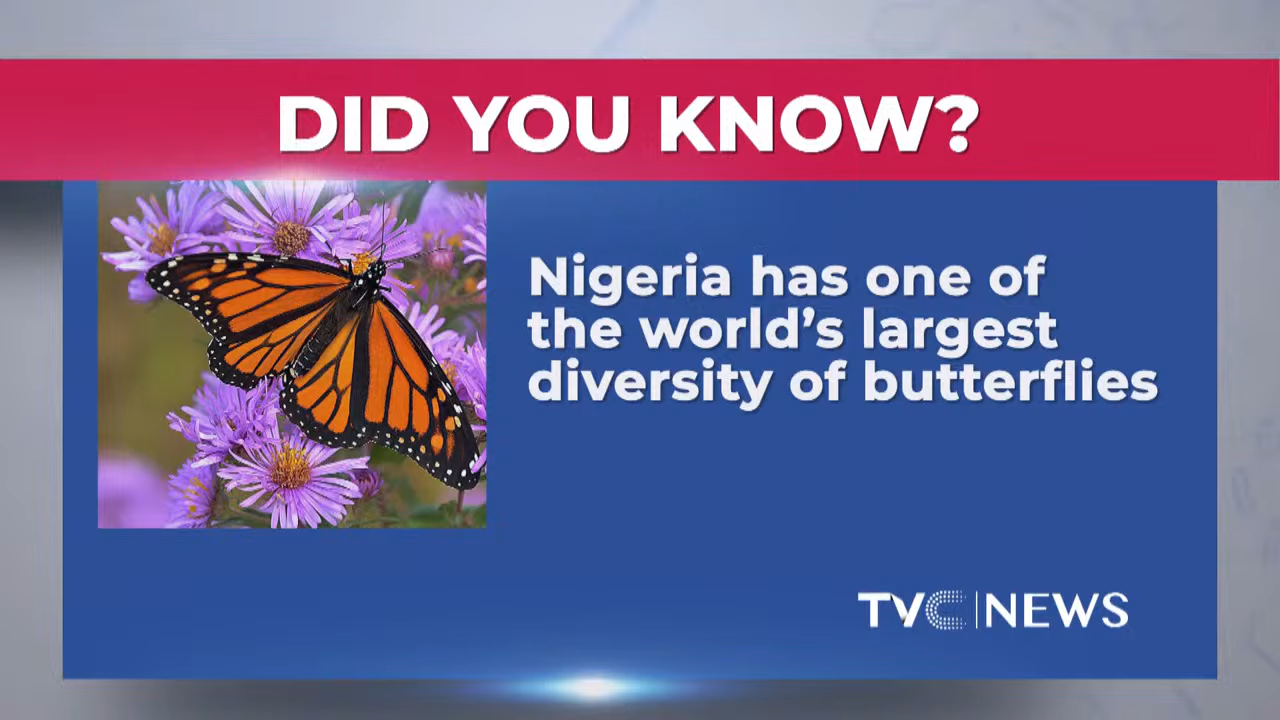 DID YOU KNOW?
Nigeria has one of
the world’s largest
diversity of butterflies
TVC NEWS